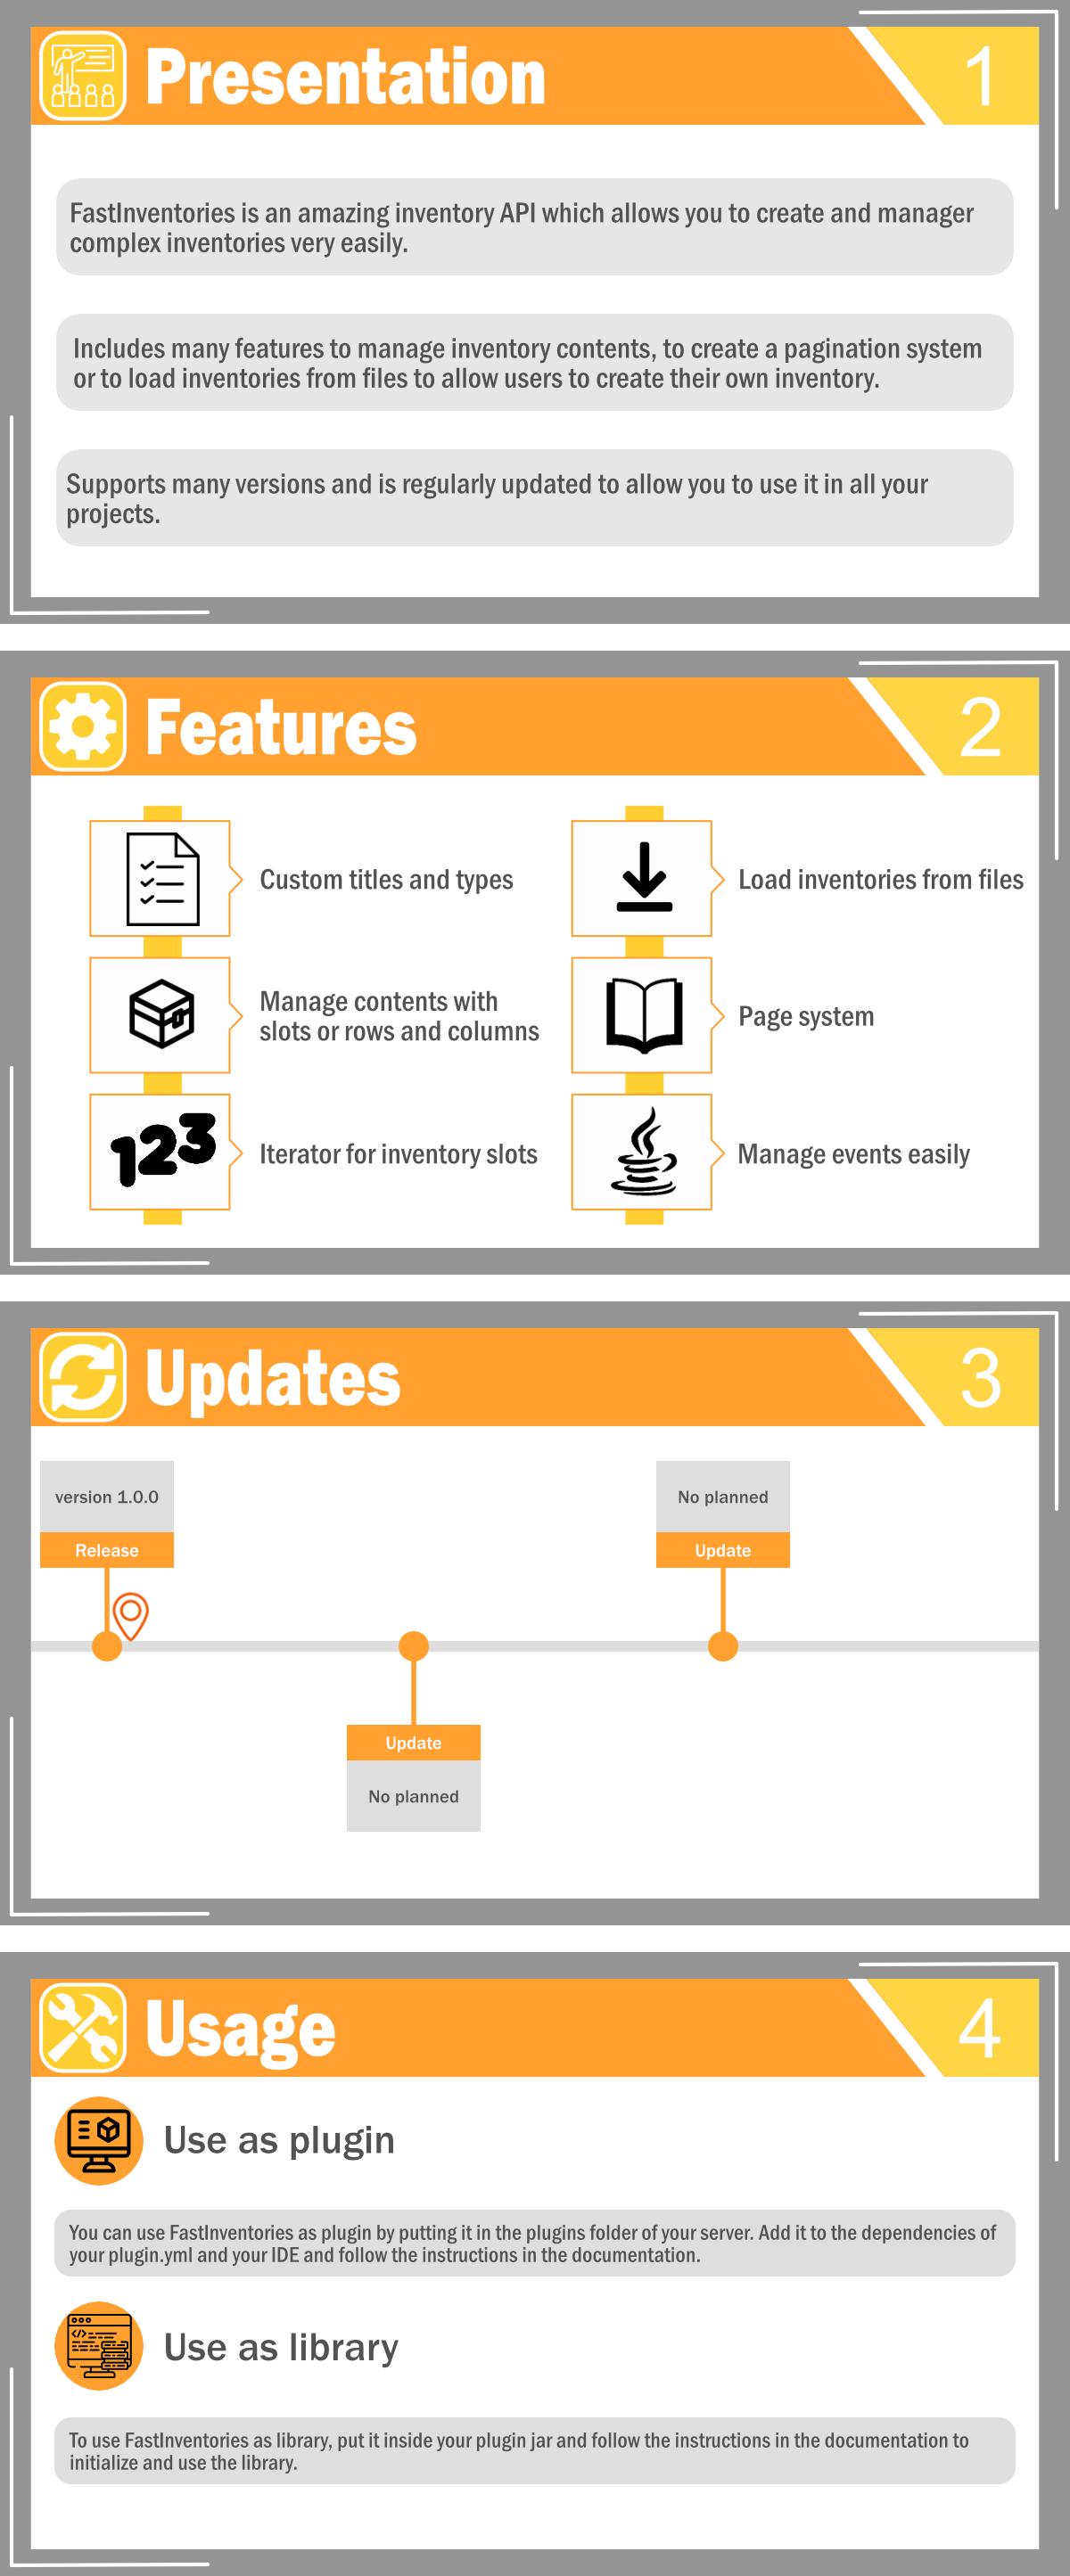 Presentation
1
FastInventories is an amazing inventory API which allows you to create and manager
complex inventories very easily.
Includes many features to manage inventory contents, to create a pagination system
or to load inventories from files to allow users to create their own inventory.
Supports many versions and is regularly updated to allow you to use it in all your
projects.
Features
2
Custom titles and types
Manage contents with
slots or rows and columns
123
Iterator for inventory slots
Load inventories from files
Page system
Manage events easily
Updates
3
version 1.0.0
Release
Update
No planned
No planned
Update
Usage
4
Use as plugin
You can use FastInventories as plugin by putting it in the plugins folder of your server. Add it to the dependencies of
your plugin.yml and your IDE and follow the instructions in the documentation.
Use as library
To use FastInventories as library, put it inside your plugin jar and follow the instructions in the documentation to
initialize and use the library.